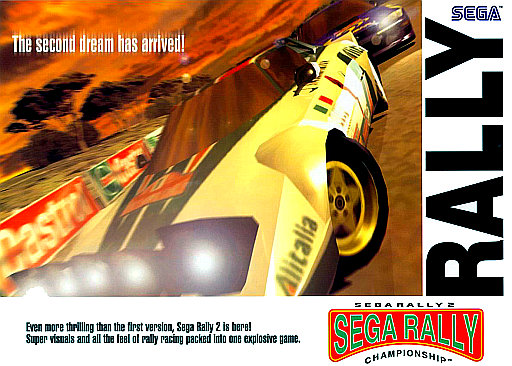 The second dream has arrived!
SEGA
RALLY
Castrol
Castrol
Alitalia
Even more thrilling than the first version, Sega Rally 2 is here!
Super visuals and all the feel of rally racing packed into one explosive game.
SEGA RALLY 2
SEGA RALLY
CHAMPIONSHIP™